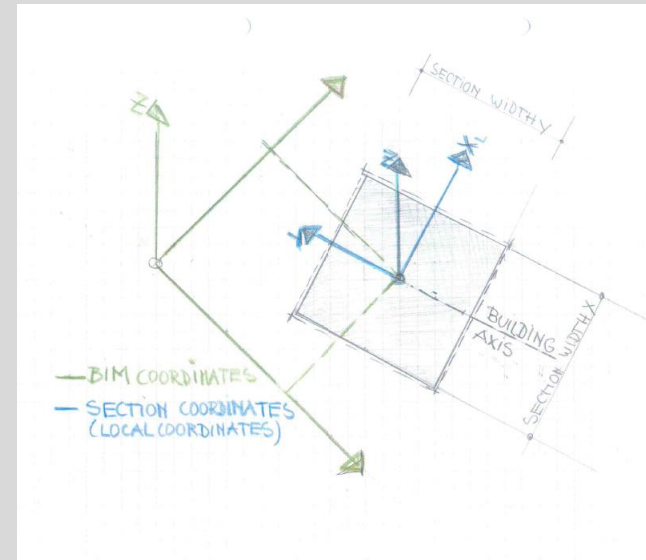 SECTION WIDTH Y
Z
X
Z
Y
BUILDING
AXIS
SECTION WIDTH X
BIM COORDINATES
SECTION COORDINATES
(LOCAL COORDINATES)